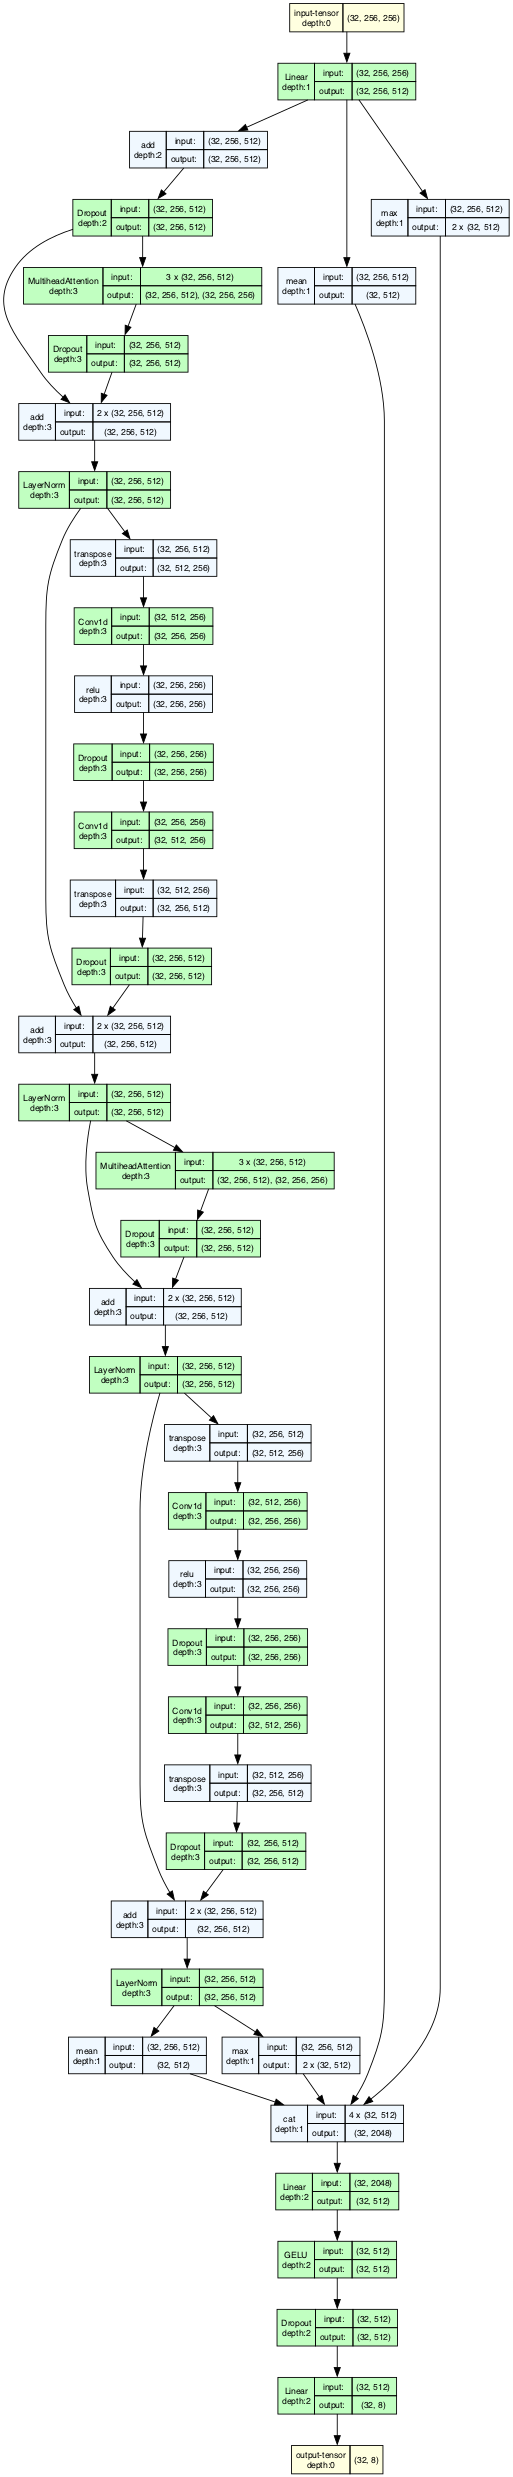 input-tensor
depth:0
(32, 256, 256)
Linear
depth:1
input:
(32, 256, 256)
output:
(32, 256, 512)
add
depth:2
input:
(32, 256, 512)
output:
(32, 256, 512)
Dropout
depth:2
input:
(32, 256, 512)
output:
(32, 256, 512)
max
depth:1
input:
(32, 256, 512)
output:
2 x (32, 512)
MultiheadAttention
depth:3
input:
3 x (32, 256, 512)
output:
(32, 256, 512), (32, 256, 256)
mean
depth:1
input:
(32, 256, 512)
output:
(32, 512)
Dropout
depth:3
input:
(32, 256, 512)
output:
(32, 256, 512)
add
depth:3
input:
2 x (32, 256, 512)
output:
(32, 256, 512)
LayerNorm
depth:3
input:
(32, 256, 512)
output:
(32, 256, 512)
transpose
depth:3
input:
(32, 256, 512)
output:
(32, 512, 256)
Conv1d
depth:3
input:
(32, 512, 256)
output:
(32, 256, 256)
relu
depth:3
input:
(32, 256, 256)
output:
(32, 256, 256)
Dropout
depth:3
input:
(32, 256, 256)
output:
(32, 256, 256)
Conv1d
depth:3
input:
(32, 256, 256)
output:
(32, 512, 256)
transpose
depth:3
input:
(32, 512, 256)
output:
(32, 256, 512)
Dropout
depth:3
input:
(32, 256, 512)
output:
(32, 256, 512)
add
depth:3
input:
2 x (32, 256, 512)
output:
(32, 256, 512)
LayerNorm
depth:3
input:
(32, 256, 512)
output:
(32, 256, 512)
MultiheadAttention
depth:3
input:
3 x (32, 256, 512)
output:
(32, 256, 512), (32, 256, 256)
Dropout
depth:3
input:
(32, 256, 512)
output:
(32, 256, 512)
add
depth:3
input:
2 x (32, 256, 512)
output:
(32, 256, 512)
LayerNorm
depth:3
input:
(32, 256, 512)
output:
(32, 256, 512)
transpose
depth:3
input:
(32, 256, 512)
output:
(32, 512, 256)
Conv1d
depth:3
input:
(32, 512, 256)
output:
(32, 256, 256)
relu
depth:3
input:
(32, 256, 256)
output:
(32, 256, 256)
Dropout
depth:3
input:
(32, 256, 256)
output:
(32, 256, 256)
Conv1d
depth:3
input:
(32, 256, 256)
output:
(32, 512, 256)
transpose
depth:3
input:
(32, 512, 256)
output:
(32, 256, 512)
Dropout
depth:3
input:
(32, 256, 512)
output:
(32, 256, 512)
add
depth:3
input:
2 x (32, 256, 512)
output:
(32, 256, 512)
LayerNorm
depth:3
input:
(32, 256, 512)
output:
(32, 256, 512)
mean
depth:1
input:
(32, 256, 512)
output:
(32, 512)
max
depth:1
input:
(32, 256, 512)
output:
2 x (32, 512)
cat
depth:1
input:
4 x (32, 512)
output:
(32, 2048)
Linear
depth:2
input:
(32, 2048)
output:
(32, 512)
GELU
depth:2
input:
(32, 512)
output:
(32, 512)
Dropout
depth:2
input:
(32, 512)
output:
(32, 512)
Linear
depth:2
input:
(32, 512)
output:
(32, 8)
output-tensor
depth:0
(32, 8)